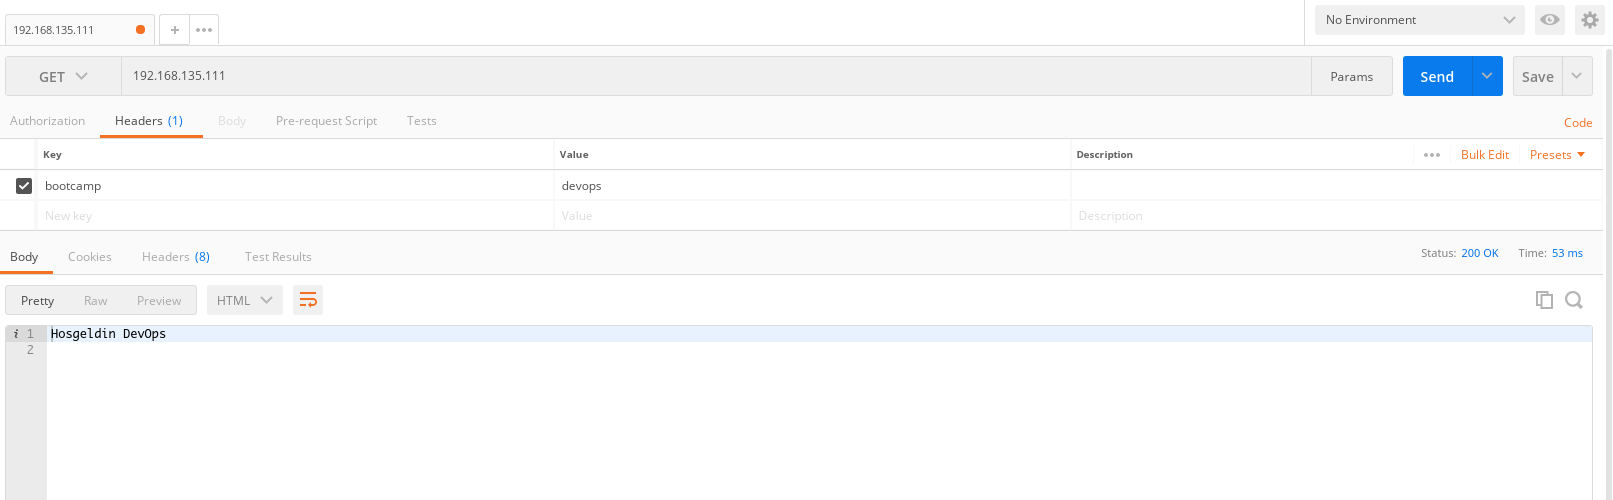 192.168.135.111
No Environment
GET 192.168.135.111 Params Send Save
Authorization Headers (1) Body Pre-request Script Tests Code
Key Value Description Bulk Edit Presets
bootcamp devops
New key Value Description
Body Cookies Headers (8) Test Results Status: 200 OK Time: 53 ms
Pretty Raw Preview HTML
i 1 Hosgeldin DevOps
2